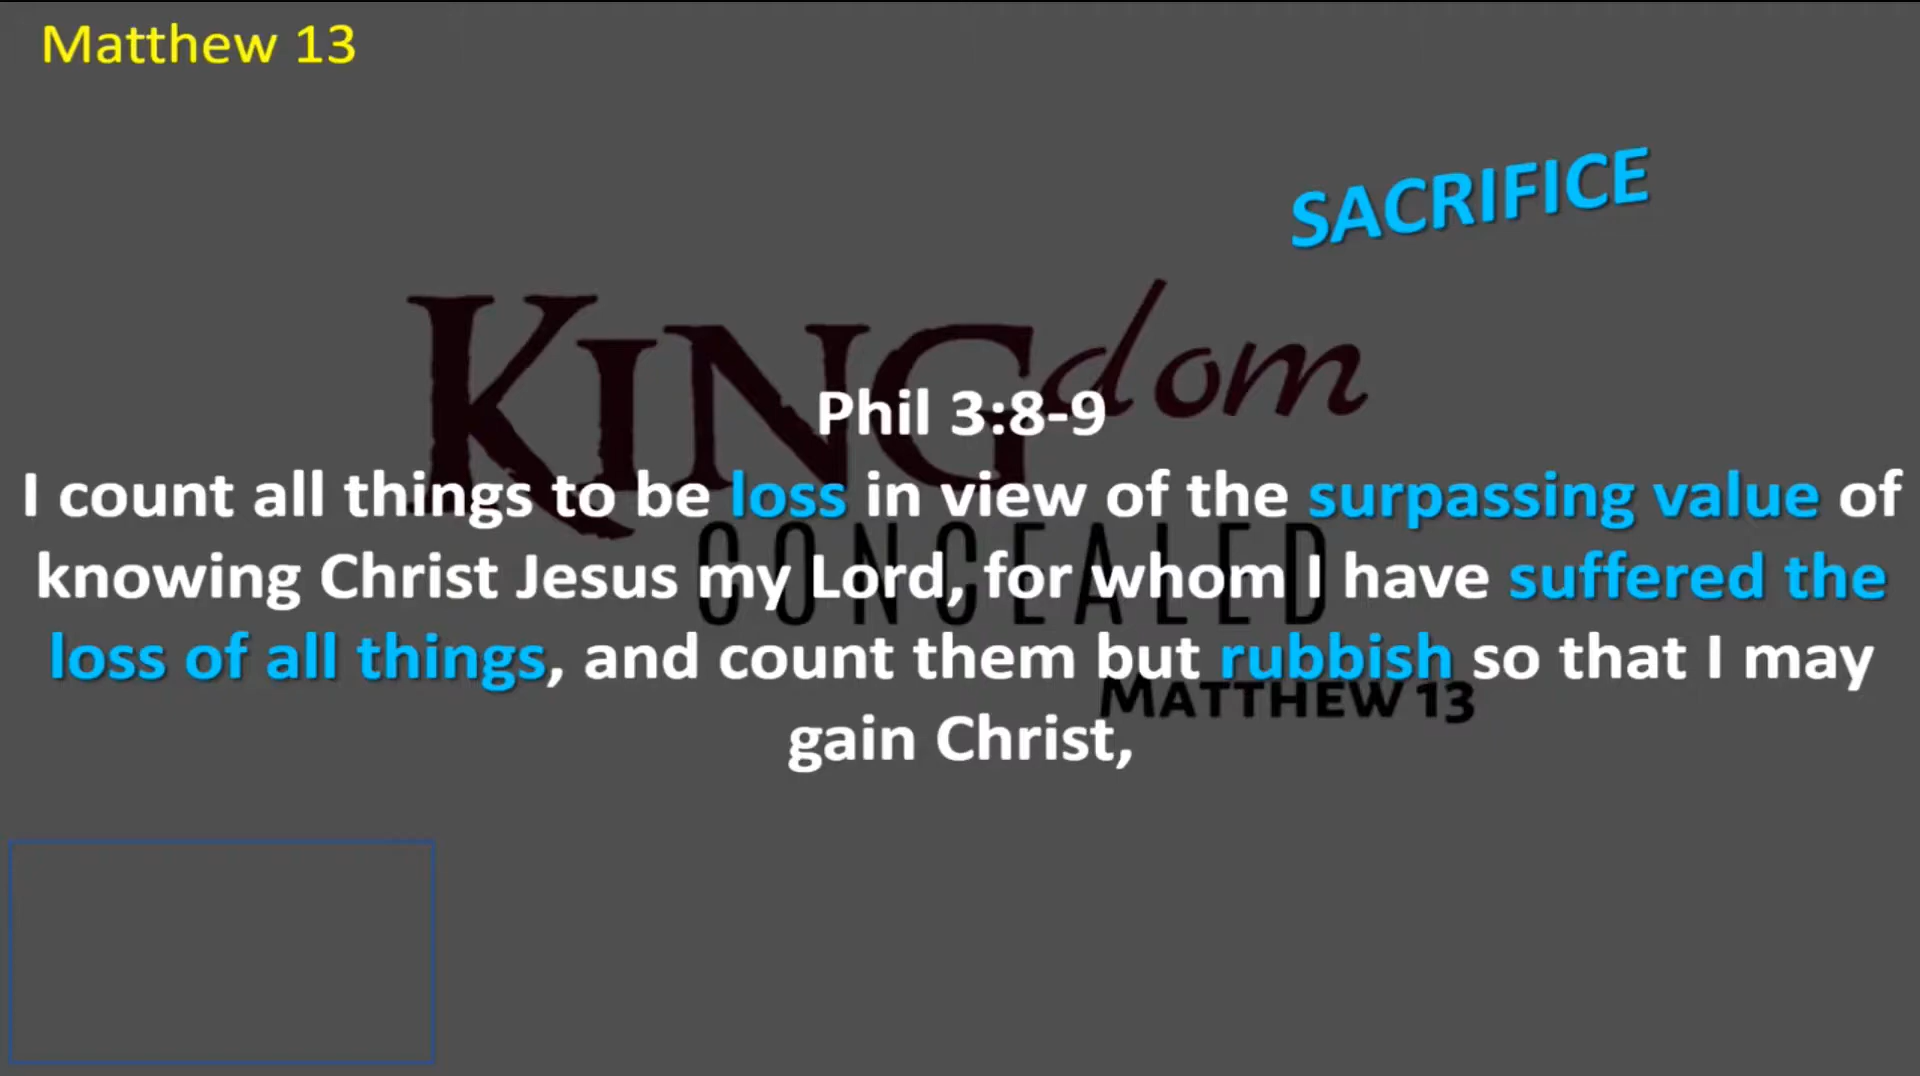 Matthew 13
SACRIFICE
KINGdom
CONCEALED
MATTHEW 13
Phil 3:8-9
I count all things to be loss in view of the surpassing value of
knowing Christ Jesus my Lord, for whom I have suffered the
loss of all things, and count them but rubbish so that I may
gain Christ,